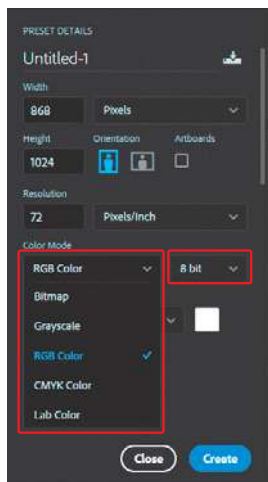 PRESET DETAILS
Untitled-1
Width
868 Pixels
Height Orientation Artboards
1024
Resolution
72 Pixels/Inch
Color Mode
RGB Color 8 bit
Bitmap
Grayscale
RGB Color
CMYK Color
Lab Color
Close Create